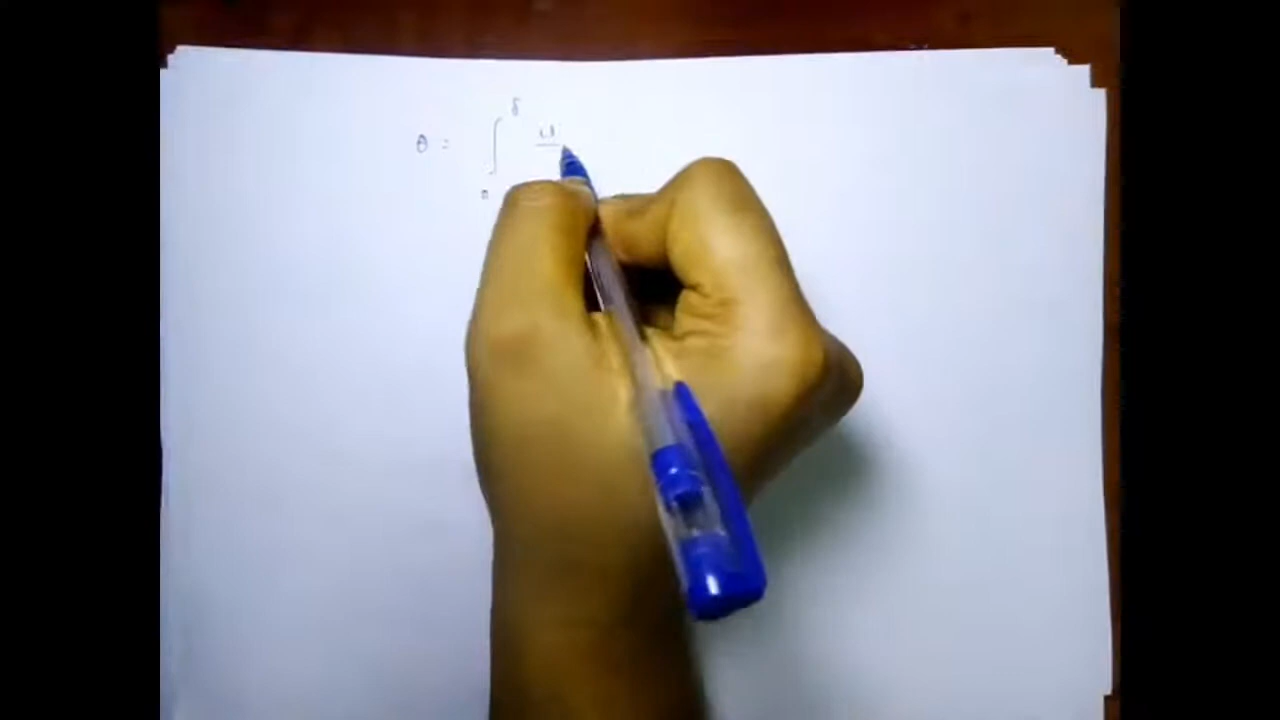 θ = ∫₀^δ u